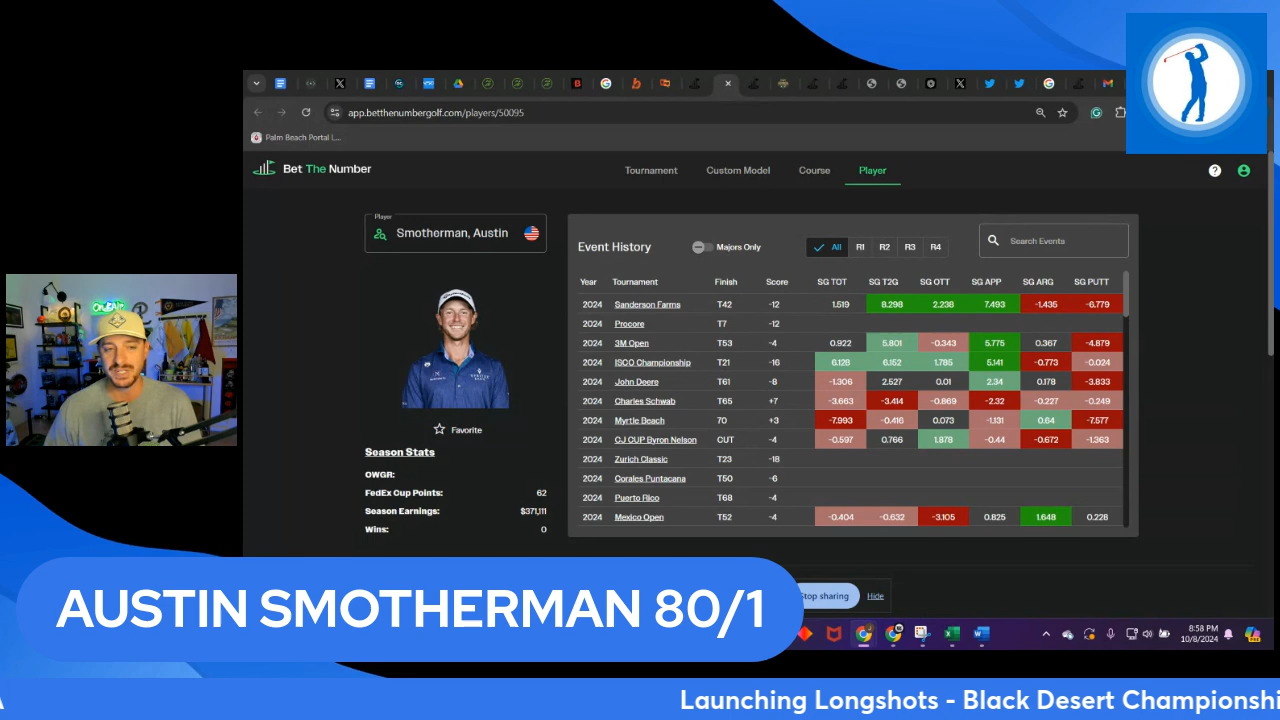 app.betthenumbergolf.com/players/50095
Palm Beach Portal L...
Bet The Number
Tournament Custom Model Course Player
Player
Smotherman, Austin
Favorite
Season Stats
OWGR:
FedEx Cup Points: 62
Season Earnings: $371,111
Wins: 0
Event History Majors Only All R1 R2 R3 R4 Search Events
Year Tournament Finish Score SG TOT SG T2G SG OTT SG APP SG ARG SG PUTT
2024 Sanderson Farms T42 -12 1.519 8.298 2.238 7.493 -1.435 -6.779
2024 Procore T7 -12
2024 3M Open T53 -4 0.922 5.801 -0.343 5.775 0.367 -4.879
2024 ISCO Championship T21 -16 6.128 6.152 1.785 5.141 -0.773 -0.024
2024 John Deere T61 -8 -1.306 2.527 0.01 2.34 0.178 -3.833
2024 Charles Schwab T65 +7 -3.663 -3.414 -0.869 -2.32 -0.227 -0.249
2024 Myrtle Beach 70 +3 -7.993 -0.416 0.073 -1.131 0.64 -7.577
2024 CJ CUP Byron Nelson CUT -4 -0.597 0.766 1.878 -0.44 -0.672 -1.363
2024 Zurich Classic T23 -18
2024 Corales Puntacana T50 -6
2024 Puerto Rico T68 -4
2024 Mexico Open T52 -4 -0.404 -0.632 -3.105 0.825 1.648 0.228
ON AIR
AUSTIN SMOTHERMAN 80/1
Stop sharing Hide
8:58 PM
10/8/2024
Launching Longshots - Black Desert Championshi